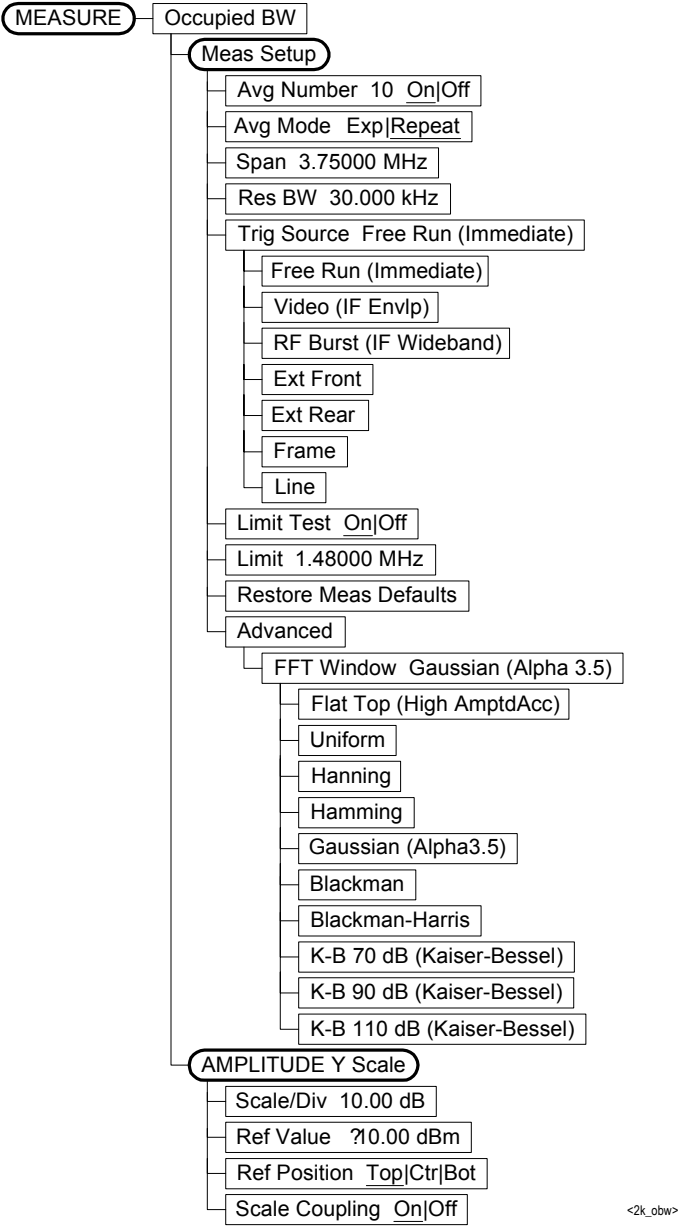 MEASURE
Occupied BW
Meas Setup
Avg Number 10 On|Off
Avg Mode Exp|Repeat
Span 3.75000 MHz
Res BW 30.000 kHz
Trig Source Free Run (Immediate)
Free Run (Immediate)
Video (IF Envlp)
RF Burst (IF Wideband)
Ext Front
Ext Rear
Frame
Line
Limit Test On|Off
Limit 1.48000 MHz
Restore Meas Defaults
Advanced
FFT Window Gaussian (Alpha 3.5)
Flat Top (High AmptdAcc)
Uniform
Hanning
Hamming
Gaussian (Alpha3.5)
Blackman
Blackman-Harris
K-B 70 dB (Kaiser-Bessel)
K-B 90 dB (Kaiser-Bessel)
K-B 110 dB (Kaiser-Bessel)
AMPLITUDE Y Scale
Scale/Div 10.00 dB
Ref Value ?10.00 dBm
Ref Position Top|Ctr|Bot
Scale Coupling On|Off
<2k_obw>